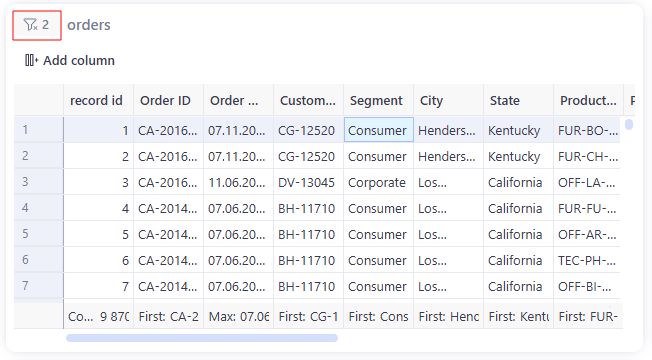 2 orders
Add column
record id Order ID Order ... Custom... Segment City State Product... P
1 1 CA-2016... 07.11.20... CG-12520 Consumer Henders... Kentucky FUR-BO-...
2 2 CA-2016... 07.11.20... CG-12520 Consumer Henders... Kentucky FUR-CH-...
3 3 CA-2016... 11.06.20... DV-13045 Corporate Los... California OFF-LA-...
4 4 CA-2014... 07.06.20... BH-11710 Consumer Los... California FUR-FU-...
5 5 CA-2014... 07.06.20... BH-11710 Consumer Los... California OFF-AR-...
6 6 CA-2014... 07.06.20... BH-11710 Consumer Los... California TEC-PH-...
7 7 CA-2014... 07.06.20... BH-11710 Consumer Los... California OFF-BI-...
Co... 9 870 First: CA-2 Max: 07.06 First: CG-1 First: Cons First: Henc First: Kentu First: FUR-